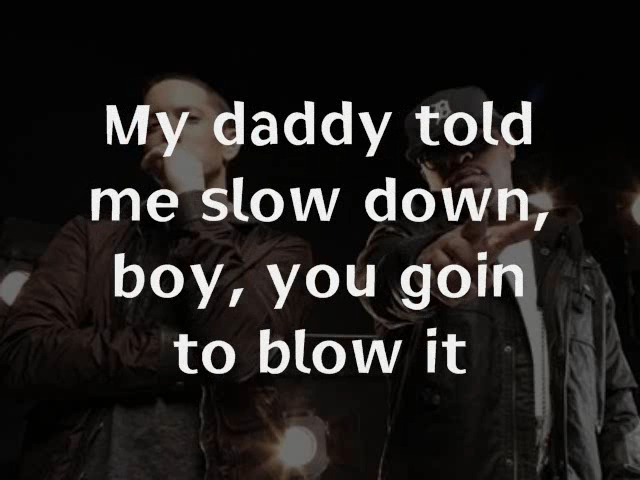 My daddy told
me slow down,
boy, you goin
to blow it